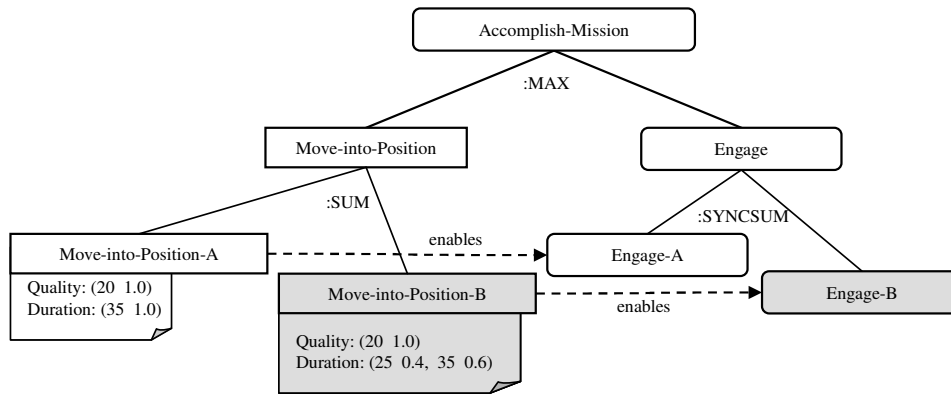 Accomplish-Mission
:MAX
Move-into-Position
Engage
:SUM
:SYNCSUM
Move-into-Position-A
enables
Engage-A
Quality: (20 1.0)
Duration: (35 1.0)
Move-into-Position-B
enables
Engage-B
Quality: (20 1.0)
Duration: (25 0.4, 35 0.6)